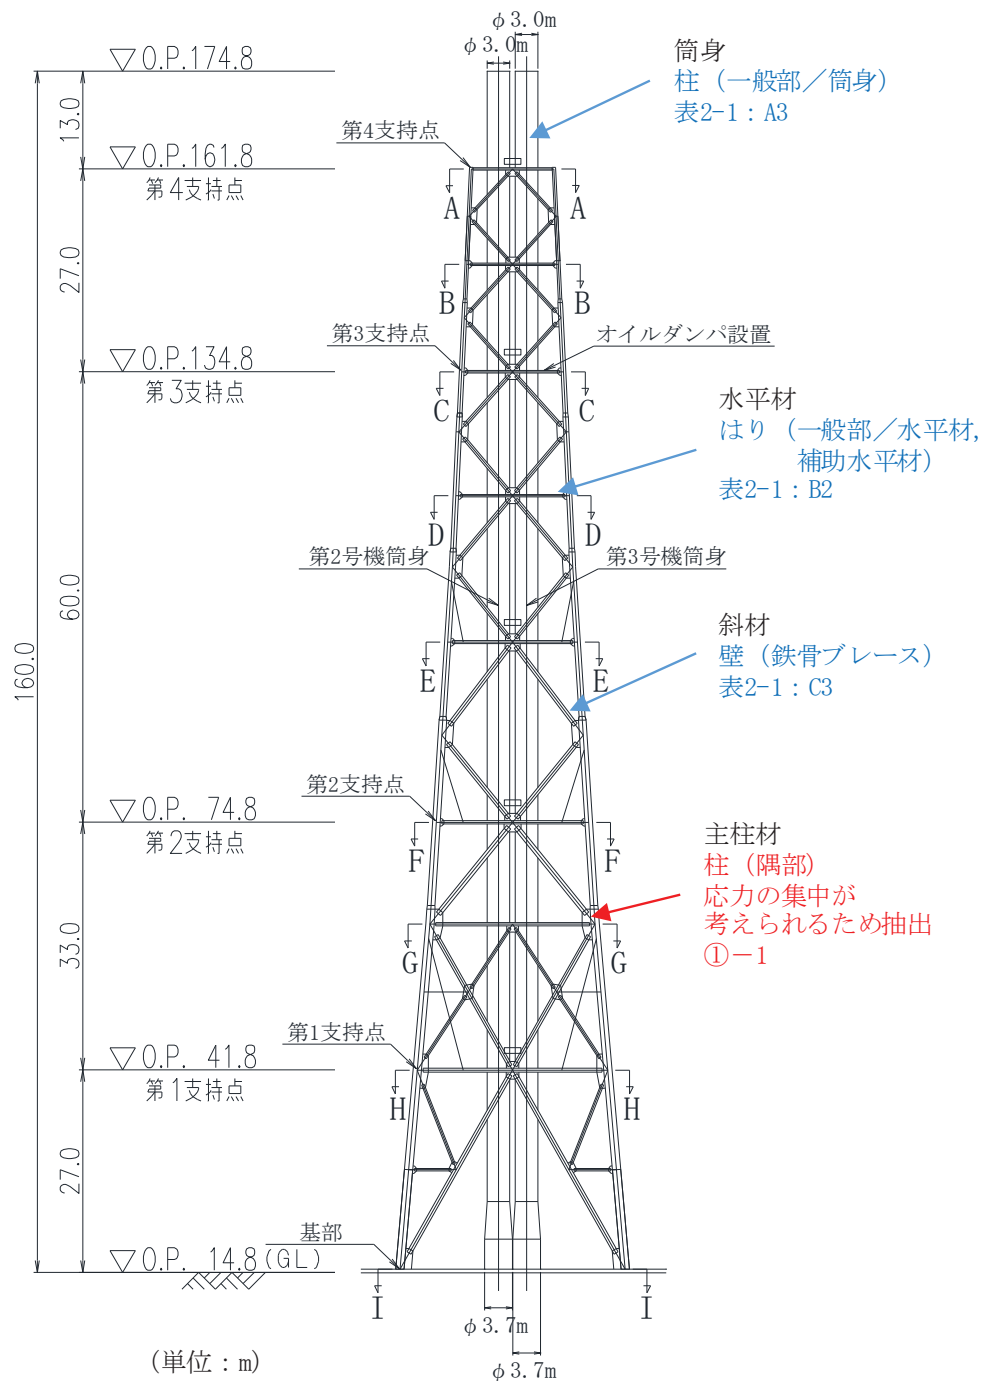 φ3.0m
φ3.0m
▽O.P.174.8
筒身
柱（一般部／筒身）
表2-1：A3
13.0
第4支持点
▽O.P.161.8
第4支持点
A
A
27.0
B
B
第3支持点
オイルダンパ設置
▽O.P.134.8
第3支持点
C
C
水平材
はり（一般部／水平材,
補助水平材）
表2-1：B2
D
D
第2号機筒身
第3号機筒身
60.0
160.0
斜材
壁（鉄骨ブレース）
表2-1：C3
E
E
第2支持点
▽O.P. 74.8
第2支持点
F
F
主柱材
柱（隅部）
応力の集中が
考えられるため抽出
①－1
33.0
G
G
第1支持点
▽O.P. 41.8
第1支持点
H
H
27.0
基部
▽O.P. 14.8(GL)
I
I
φ3.7m
φ3.7m
(単位：m)